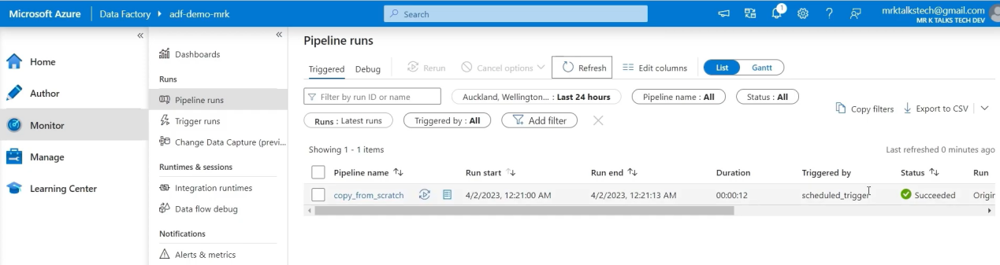 Microsoft Azure Data Factory adf-demo-mrk Search 1 mrktalkstech@gmail.com
MR K TALKS TECH DEV
Home
Author
Monitor
Manage
Learning Center
Dashboards
Runs
Pipeline runs
Trigger runs
Change Data Capture (previ...
Runtimes & sessions
Integration runtimes
Data flow debug
Notifications
Alerts & metrics
Pipeline runs
Triggered Debug Rerun Cancel options Refresh Edit columns List Gantt
Filter by run ID or name Auckland, Wellington... : Last 24 hours Pipeline name : All Status : All
Copy filters Export to CSV
Runs : Latest runs Triggered by : All Add filter
Showing 1 - 1 items Last refreshed 0 minutes ago
Pipeline name Run start Run end Duration Triggered by Status Run
copy_from_scratch 4/2/2023, 12:21:00 AM 4/2/2023, 12:21:13 AM 00:00:12 scheduled_trigger Succeeded Origin